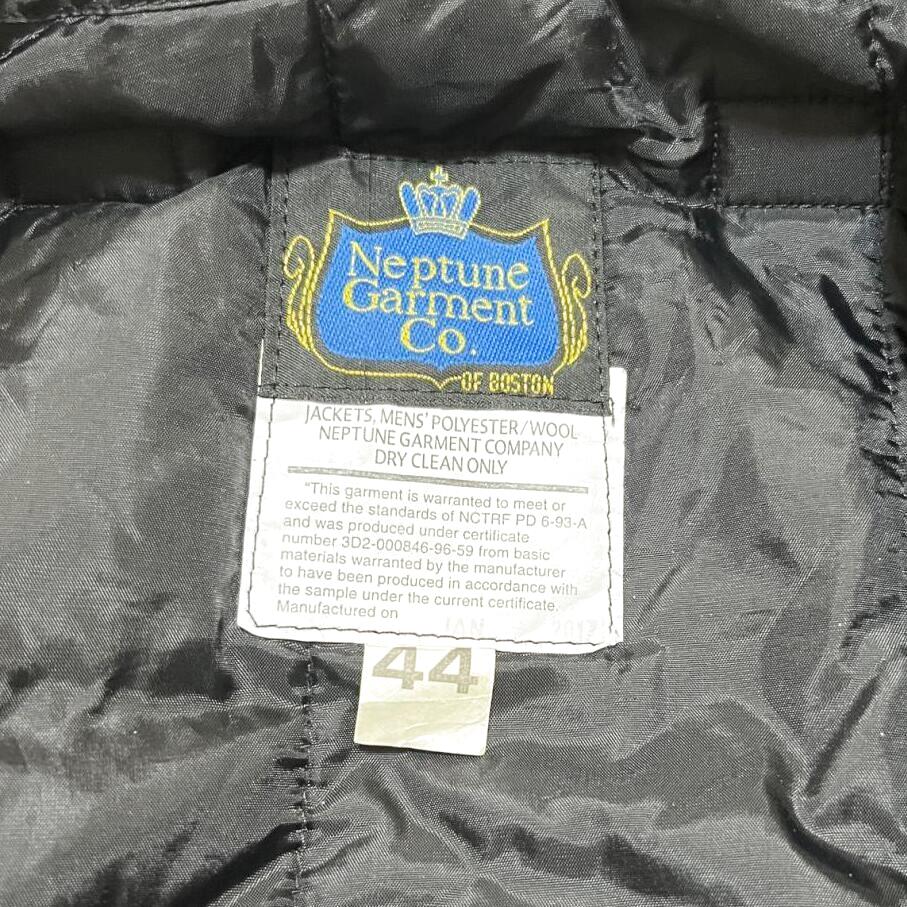 Neptune
Garment
Co.
OF BOSTON
JACKETS, MENS' POLYESTER/WOOL
NEPTUNE GARMENT COMPANY
DRY CLEAN ONLY
"This garment is warranted to meet or
exceed the standards of NCTRF PD 6-93-A
and was produced under certificate
number 3D2-000846-96-59 from basic
materials warranted by the manufacturer
to have been produced in accordance with
the sample under the current certificate.
Manufactured on
JAN 2017
44